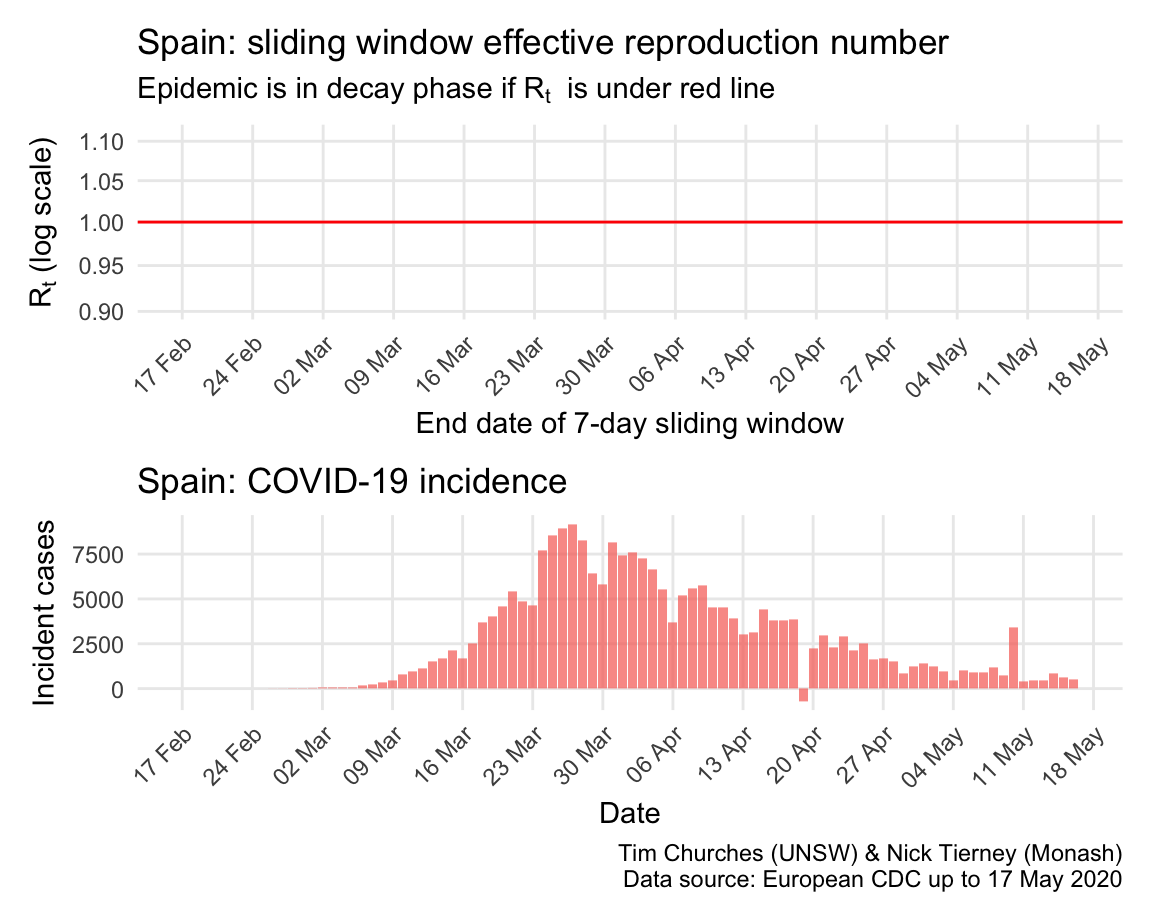 Spain: sliding window effective reproduction number
Epidemic is in decay phase if Rt is under red line
Rt (log scale)
1.10
1.05
1.00
0.95
0.90
17 Feb
24 Feb
02 Mar
09 Mar
16 Mar
23 Mar
30 Mar
06 Apr
13 Apr
20 Apr
27 Apr
04 May
11 May
18 May
End date of 7-day sliding window
Spain: COVID-19 incidence
Incident cases
7500
5000
2500
0
17 Feb
24 Feb
02 Mar
09 Mar
16 Mar
23 Mar
30 Mar
06 Apr
13 Apr
20 Apr
27 Apr
04 May
11 May
18 May
Date
Tim Churches (UNSW) & Nick Tierney (Monash)
Data source: European CDC up to 17 May 2020